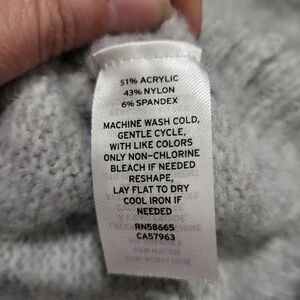 51% ACRYLIC
43% NYLON
6% SPANDEX
MACHINE WASH COLD,
GENTLE CYCLE,
WITH LIKE COLORS
ONLY NON-CHLORINE
BLEACH IF NEEDED
RESHAPE,
LAY FLAT TO DRY
COOL IRON IF
NEEDED
RN58665
CA57963